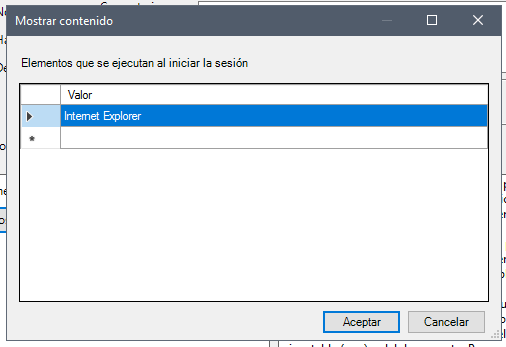 Mostrar contenido
Elementos que se ejecutan al iniciar la sesión
Valor
Internet Explorer
*
Aceptar
Cancelar